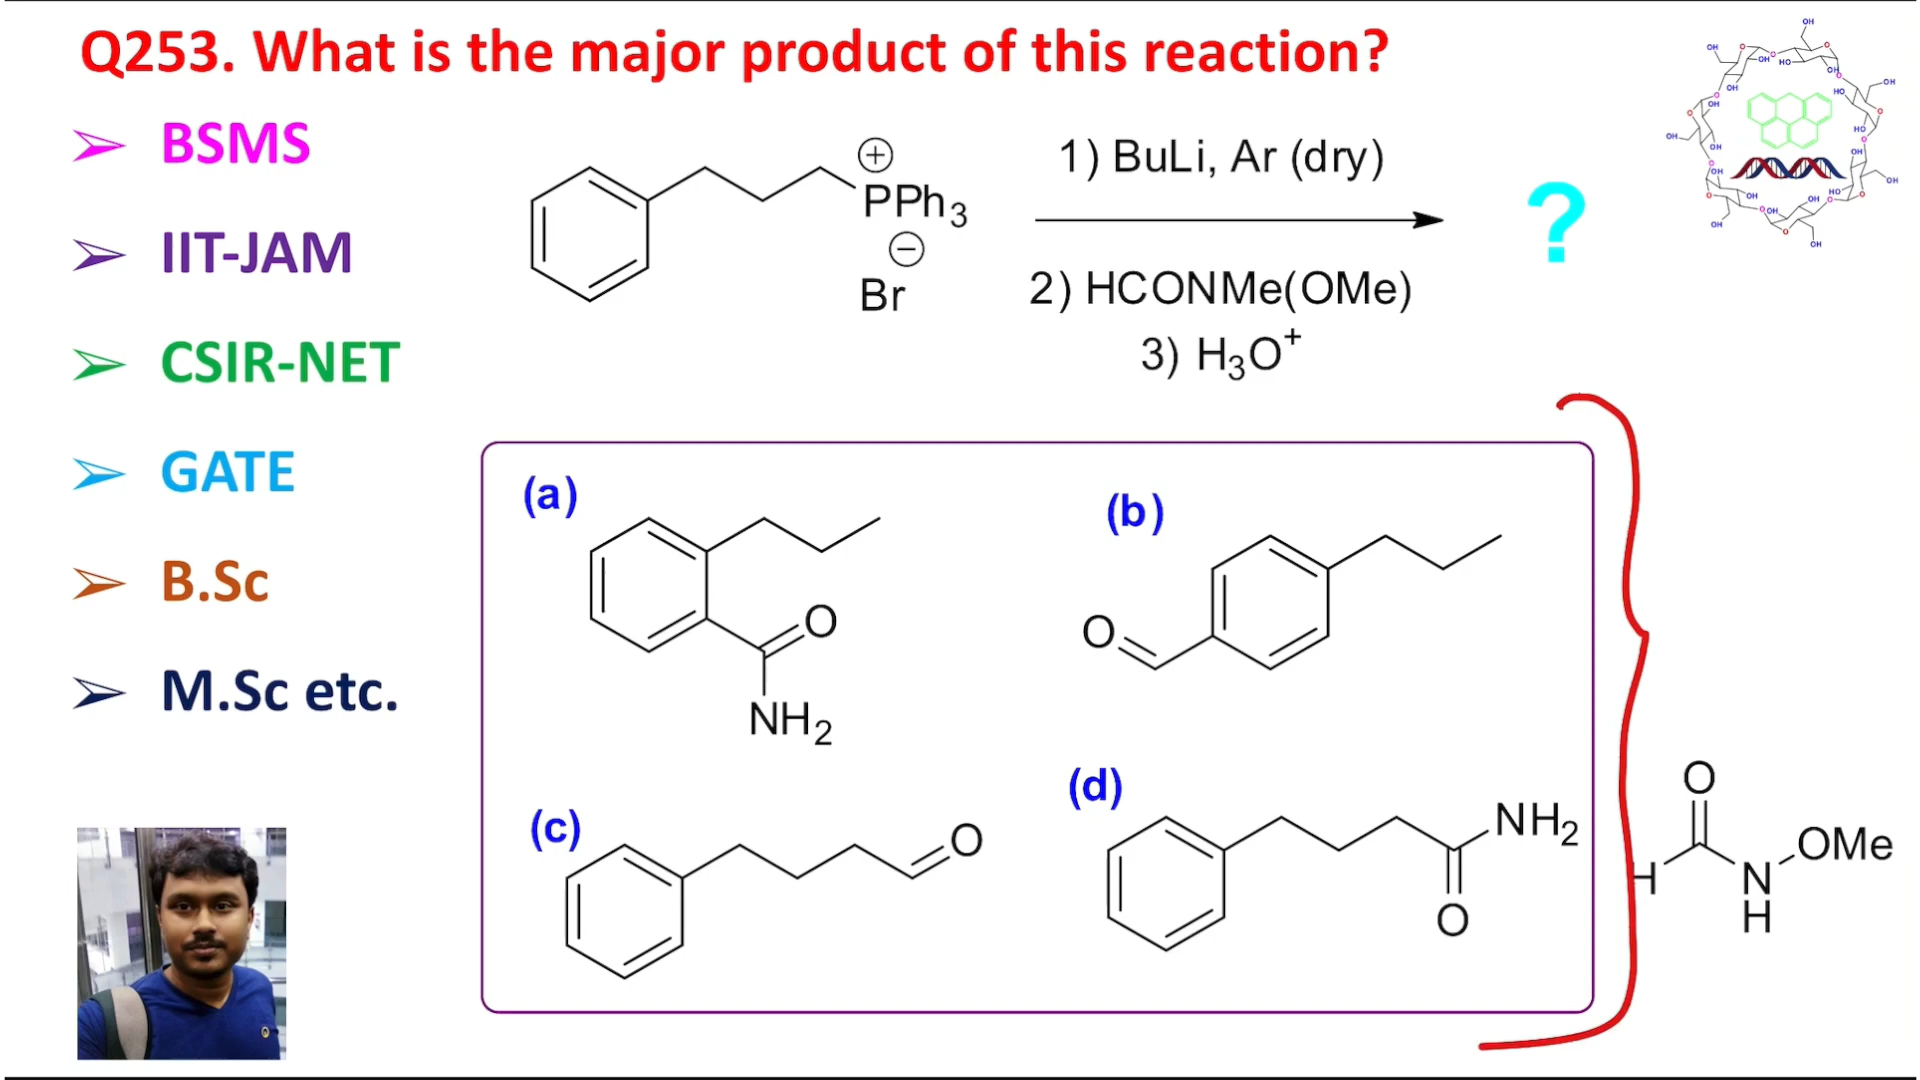 Q253. What is the major product of this reaction?
➢ BSMS
➢ IIT-JAM
➢ CSIR-NET
➢ GATE
➢ B.Sc
➢ M.Sc etc.
⊕
PPh3
⊖
Br
1) BuLi, Ar (dry)
2) HCONMe(OMe)
3) H3O+
?
(a)
O
NH2
(b)
O
(c)
O
(d)
NH2
O
O
H
N
H
OMe